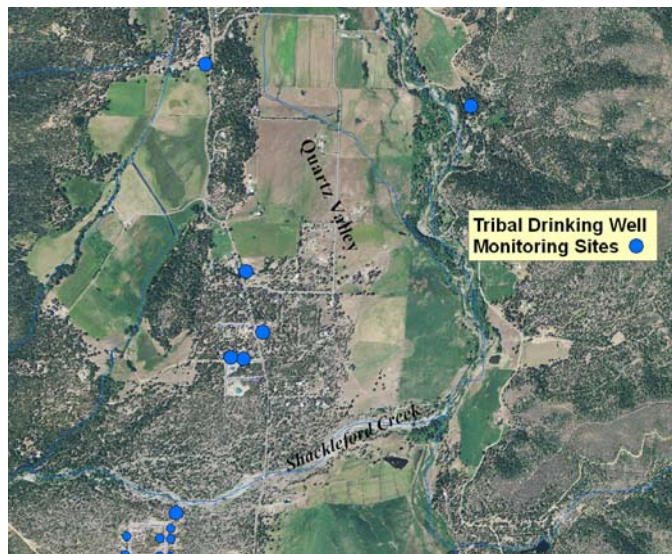 Quartz Valley
Tribal Drinking Well
Monitoring Sites
Shackleford Creek